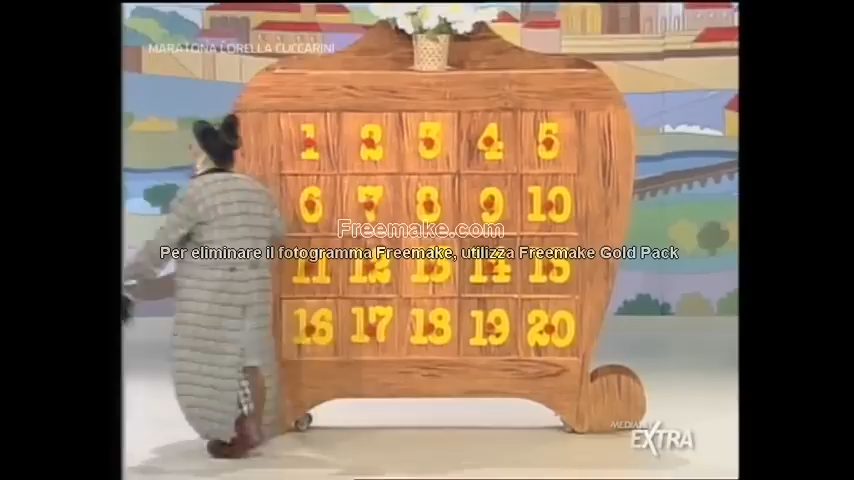 MARATONA LORELLA CUCCARINI
1 2 3 4 5
6 7 8 9 10
Freemake.com
Per eliminare il fotogramma Freemake, utilizza Freemake Gold Pack
11 12 13 14 15
16 17 18 19 20
MEDIASET
EXTRA